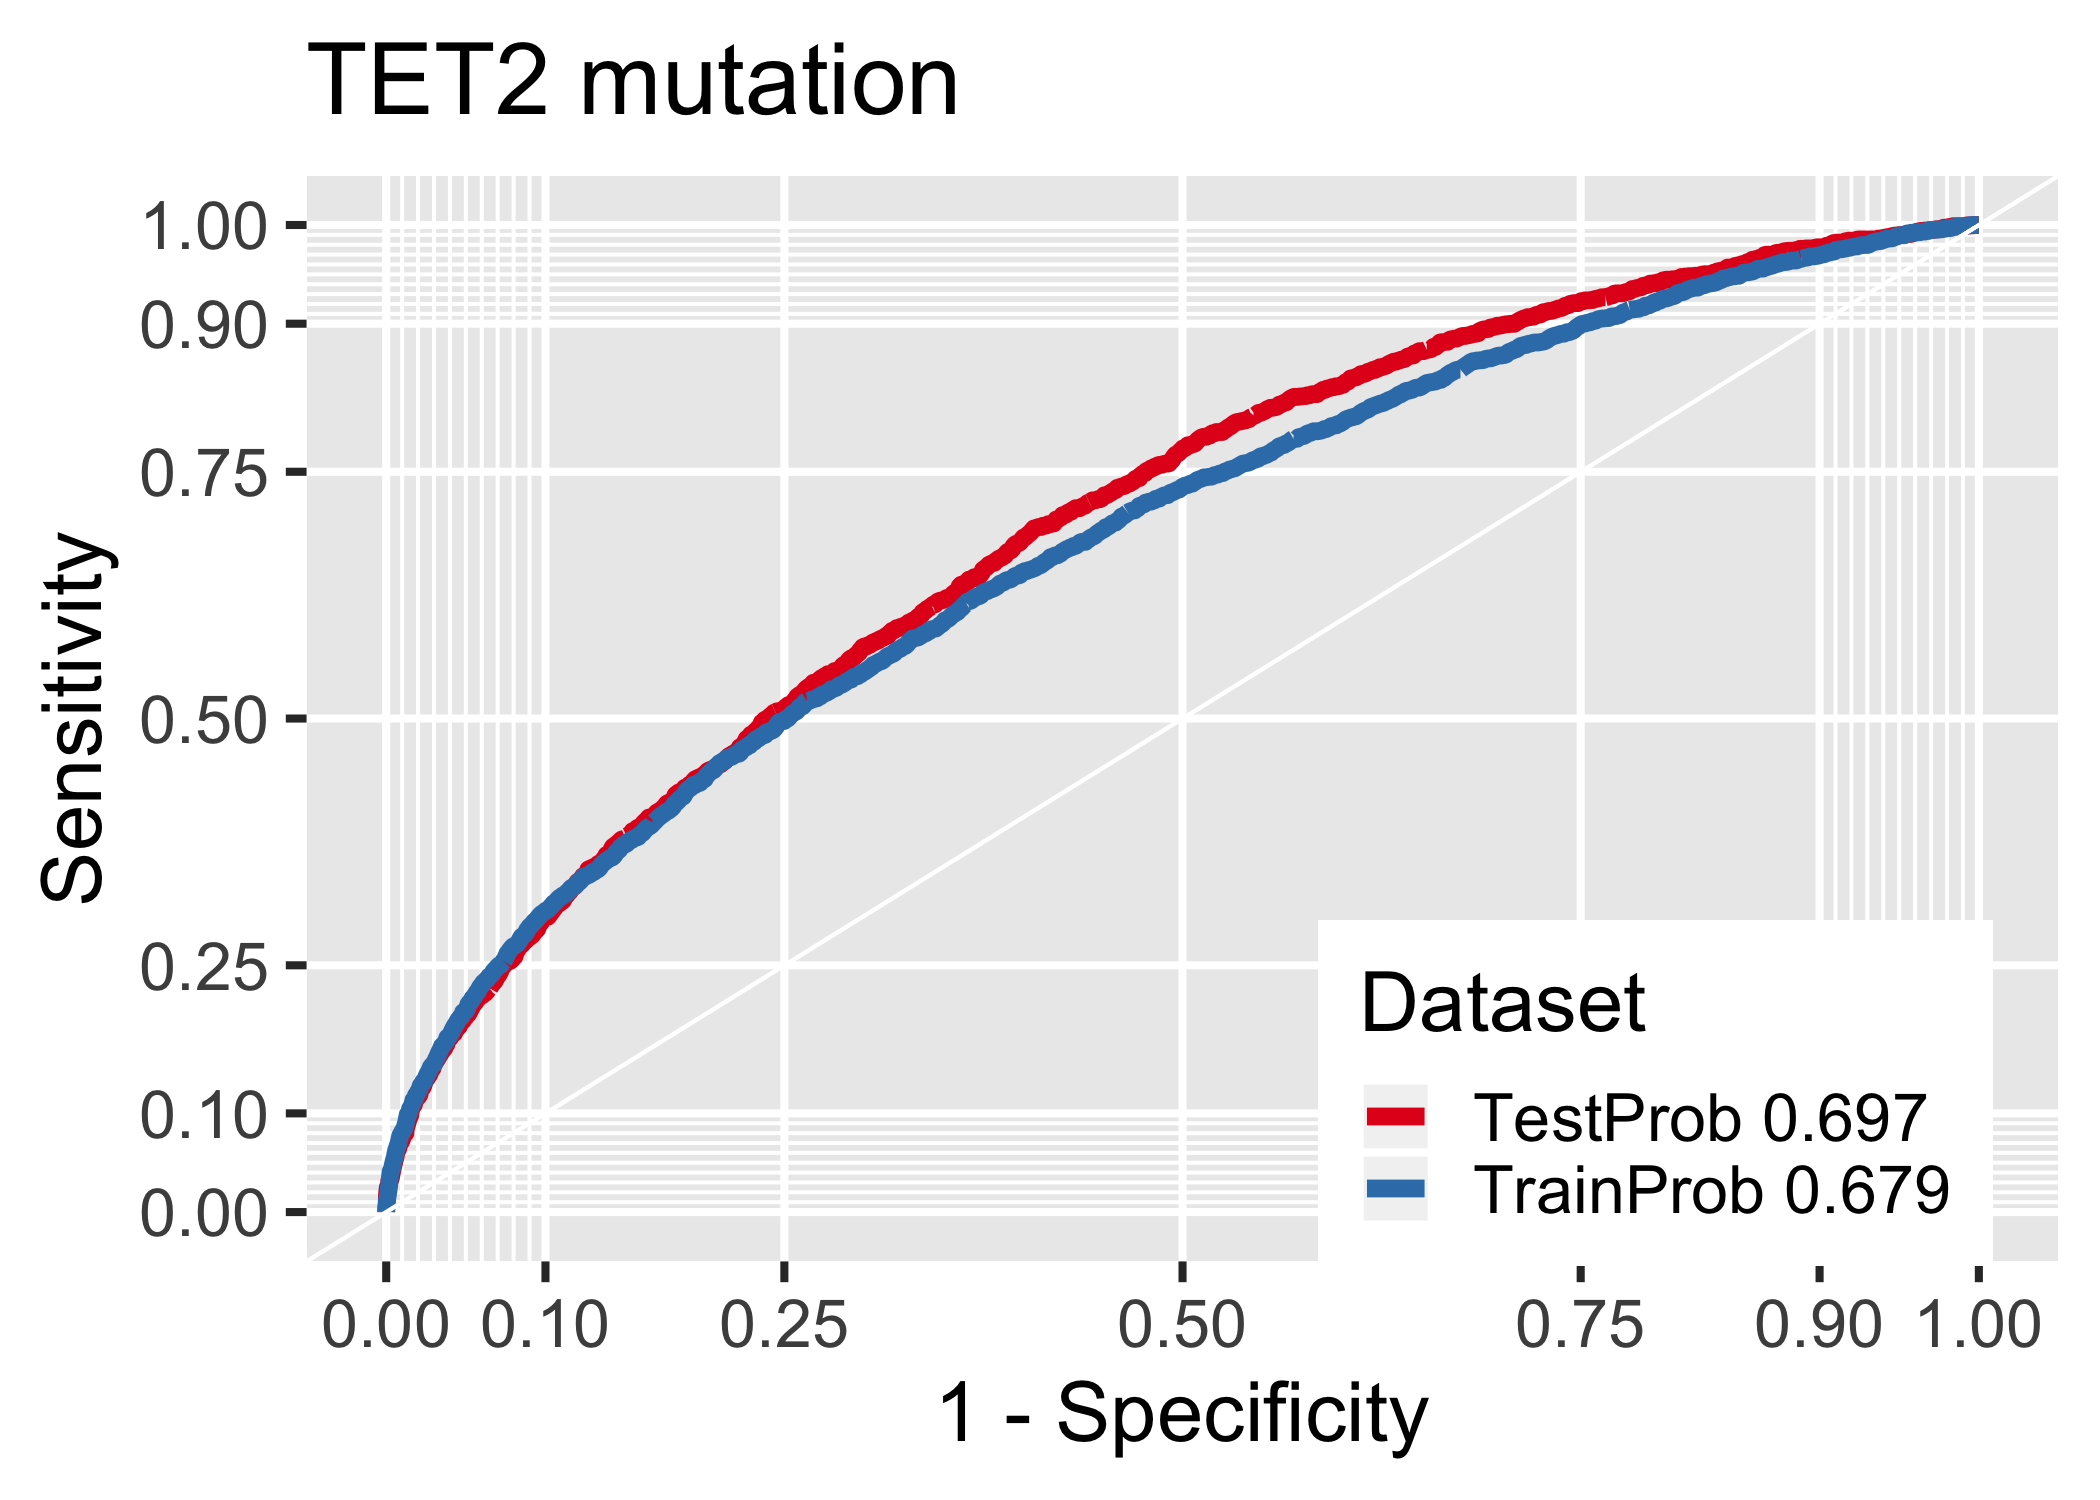 TET2 mutation
1.00
0.90
0.75
0.50
0.25
0.10
0.00
Sensitivity
Dataset
TestProb 0.697
TrainProb 0.679
0.00 0.10 0.25 0.50 0.75 0.90 1.00
1 - Specificity